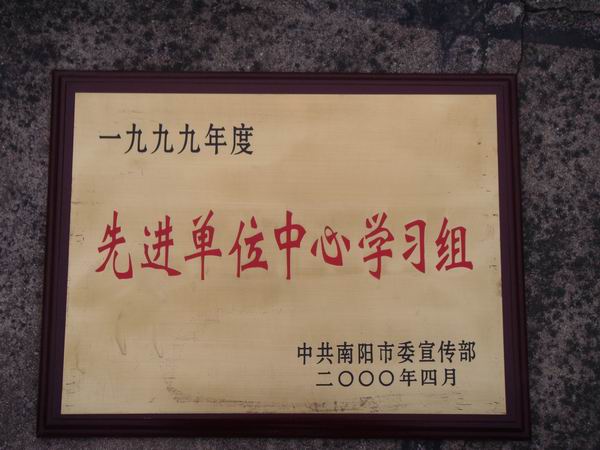 一九九九年度
先进单位中心学习组
中共南阳市委宣传部
二〇〇〇年四月